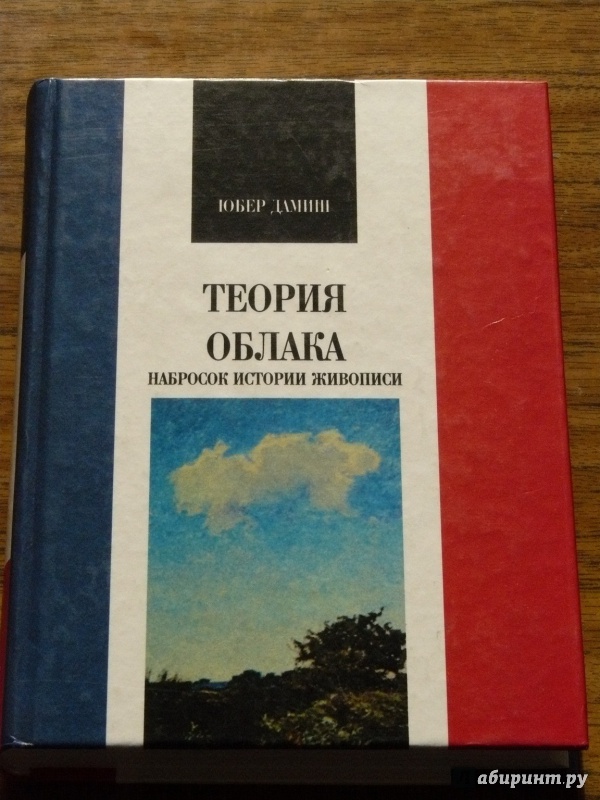 ЮБЕР ДАМИШ
ТЕОРИЯ
ОБЛАКА
НАБРОСОК ИСТОРИИ ЖИВОПИСИ
абиринт.ру